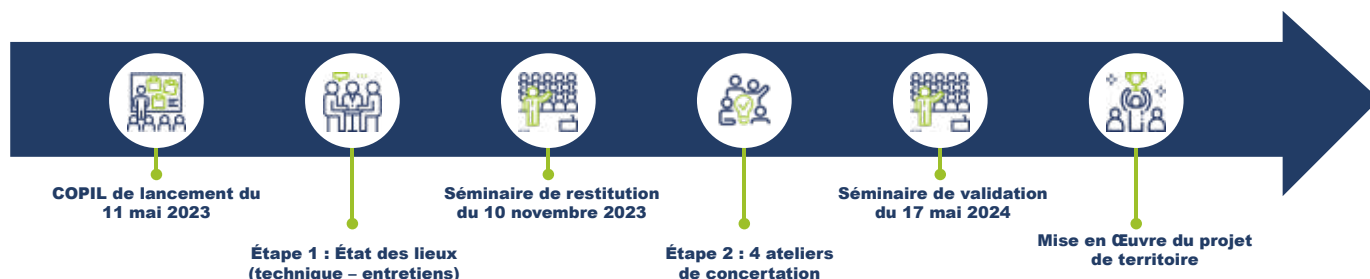 COPIL de lancement du
11 mai 2023
Étape 1 : État des lieux
(technique – entretiens)
Séminaire de restitution
du 10 novembre 2023
Étape 2 : 4 ateliers
de concertation
Séminaire de validation
du 17 mai 2024
Mise en Œuvre du projet
de territoire